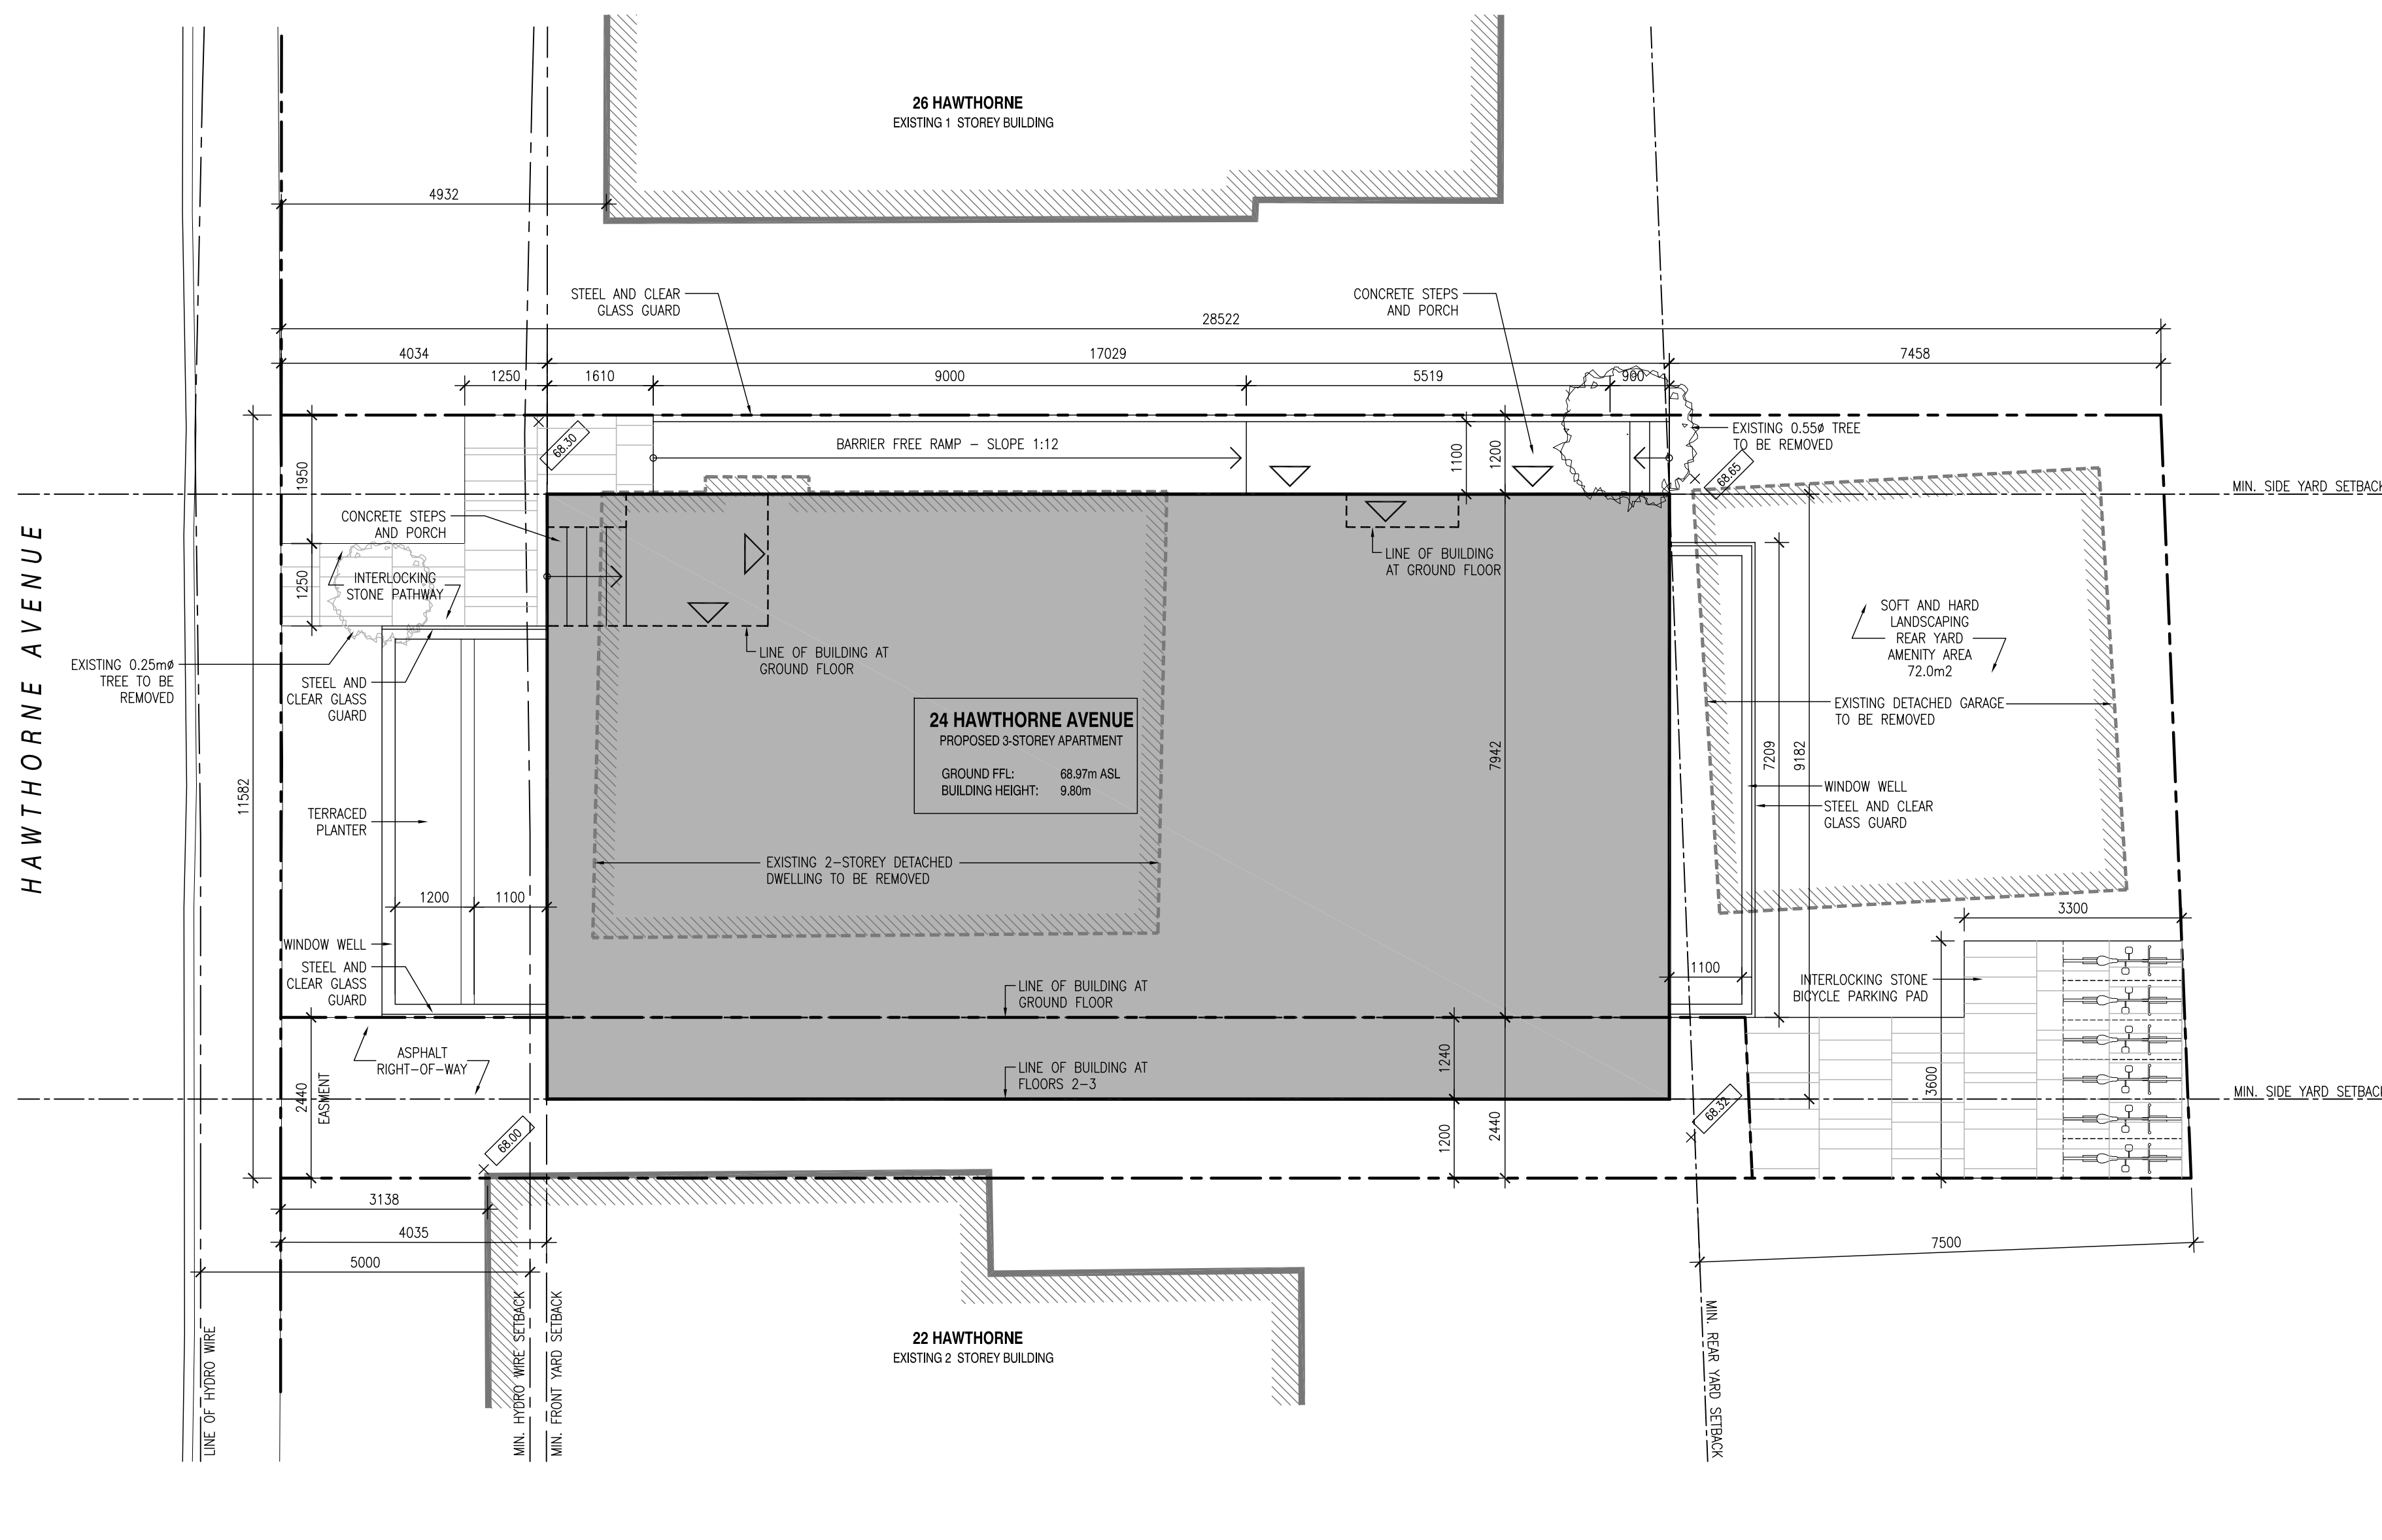 26 HAWTHORNE
EXISTING 1 STOREY BUILDING
4932
STEEL AND CLEAR
GLASS GUARD
CONCRETE STEPS
AND PORCH
28522
4034
17029
7458
1250
1610
9000
5519
900
68.30
BARRIER FREE RAMP - SLOPE 1:12
1100
1200
EXISTING 0.55ø TREE
TO BE REMOVED
68.65
MIN. SIDE YARD SETBACK
HAWTHORNE AVENUE
11582
1950
1250
CONCRETE STEPS
AND PORCH
INTERLOCKING
STONE PATHWAY
LINE OF BUILDING
AT GROUND FLOOR
EXISTING 0.25mø
TREE TO BE
REMOVED
STEEL AND
CLEAR GLASS
GUARD
LINE OF BUILDING AT
GROUND FLOOR
SOFT AND HARD
LANDSCAPING
REAR YARD
AMENITY AREA
72.0m2
24 HAWTHORNE AVENUE
PROPOSED 3-STOREY APARTMENT
GROUND FFL: 68.97m ASL
BUILDING HEIGHT: 9.80m
7942
7209
9182
EXISTING DETACHED GARAGE
TO BE REMOVED
WINDOW WELL
STEEL AND CLEAR
GLASS GUARD
TERRACED
PLANTER
EXISTING 2-STOREY DETACHED
DWELLING TO BE REMOVED
1200
1100
3300
WINDOW WELL
STEEL AND
CLEAR GLASS
GUARD
1100
INTERLOCKING STONE
BICYCLE PARKING PAD
LINE OF BUILDING AT
GROUND FLOOR
ASPHALT
RIGHT-OF-WAY
2440
EASMENT
LINE OF BUILDING AT
FLOORS 2-3
1240
1200
2440
3600
68.32
MIN. SIDE YARD SETBACK
68.00
3138
4035
5000
7500
LINE OF HYDRO WIRE
MIN. HYDRO WIRE SETBACK
MIN. FRONT YARD SETBACK
22 HAWTHORNE
EXISTING 2 STOREY BUILDING
MIN. REAR YARD SETBACK